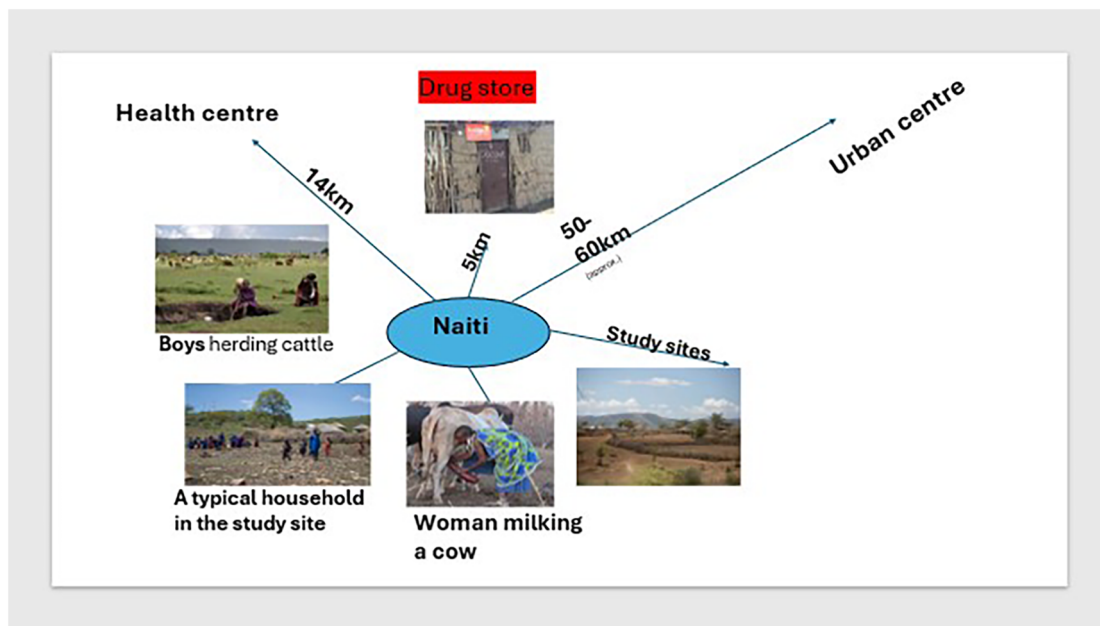 Drug store
Health centre
Urban centre
14km
5km
50-
60km
(approx.)
Naiti
Study sites
Boys herding cattle
A typical household
in the study site
Woman milking
a cow